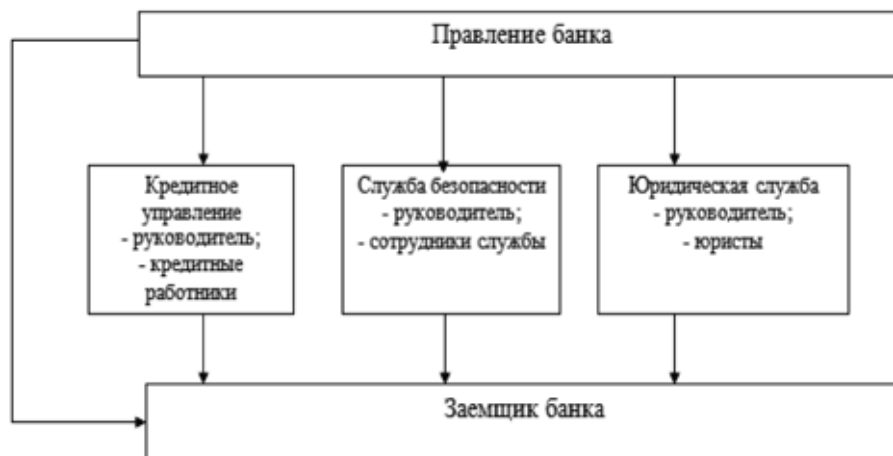 Правление банка
Кредитное
управление
- руководитель;
- кредитные
работники
Служба безопасности
- руководитель;
- сотрудники службы
Юридическая служба
- руководитель;
- юристы
Заемщик банка